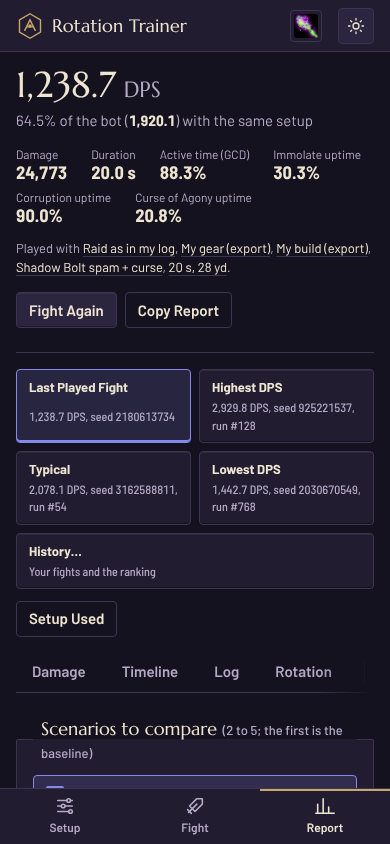 Rotation Trainer
1,238.7 DPS
64.5% of the bot (1,920.1) with the same setup
Damage Duration Active time (GCD) Immolate uptime
24,773 20.0 s 88.3% 30.3%
Corruption uptime Curse of Agony uptime
90.0% 20.8%
Played with Raid as in my log, My gear (export), My build (export),
Shadow Bolt spam + curse, 20 s, 28 yd.
Fight Again Copy Report
Last Played Fight
1,238.7 DPS, seed 2180613734
Highest DPS
2,929.8 DPS, seed 925221537,
run #128
Typical
2,078.1 DPS, seed 3162588811,
run #54
Lowest DPS
1,442.7 DPS, seed 2030670549,
run #768
History...
Your fights and the ranking
Setup Used
Damage Timeline Log Rotation
Scenarios to compare (2 to 5; the first is the
baseline)
Setup Fight Report